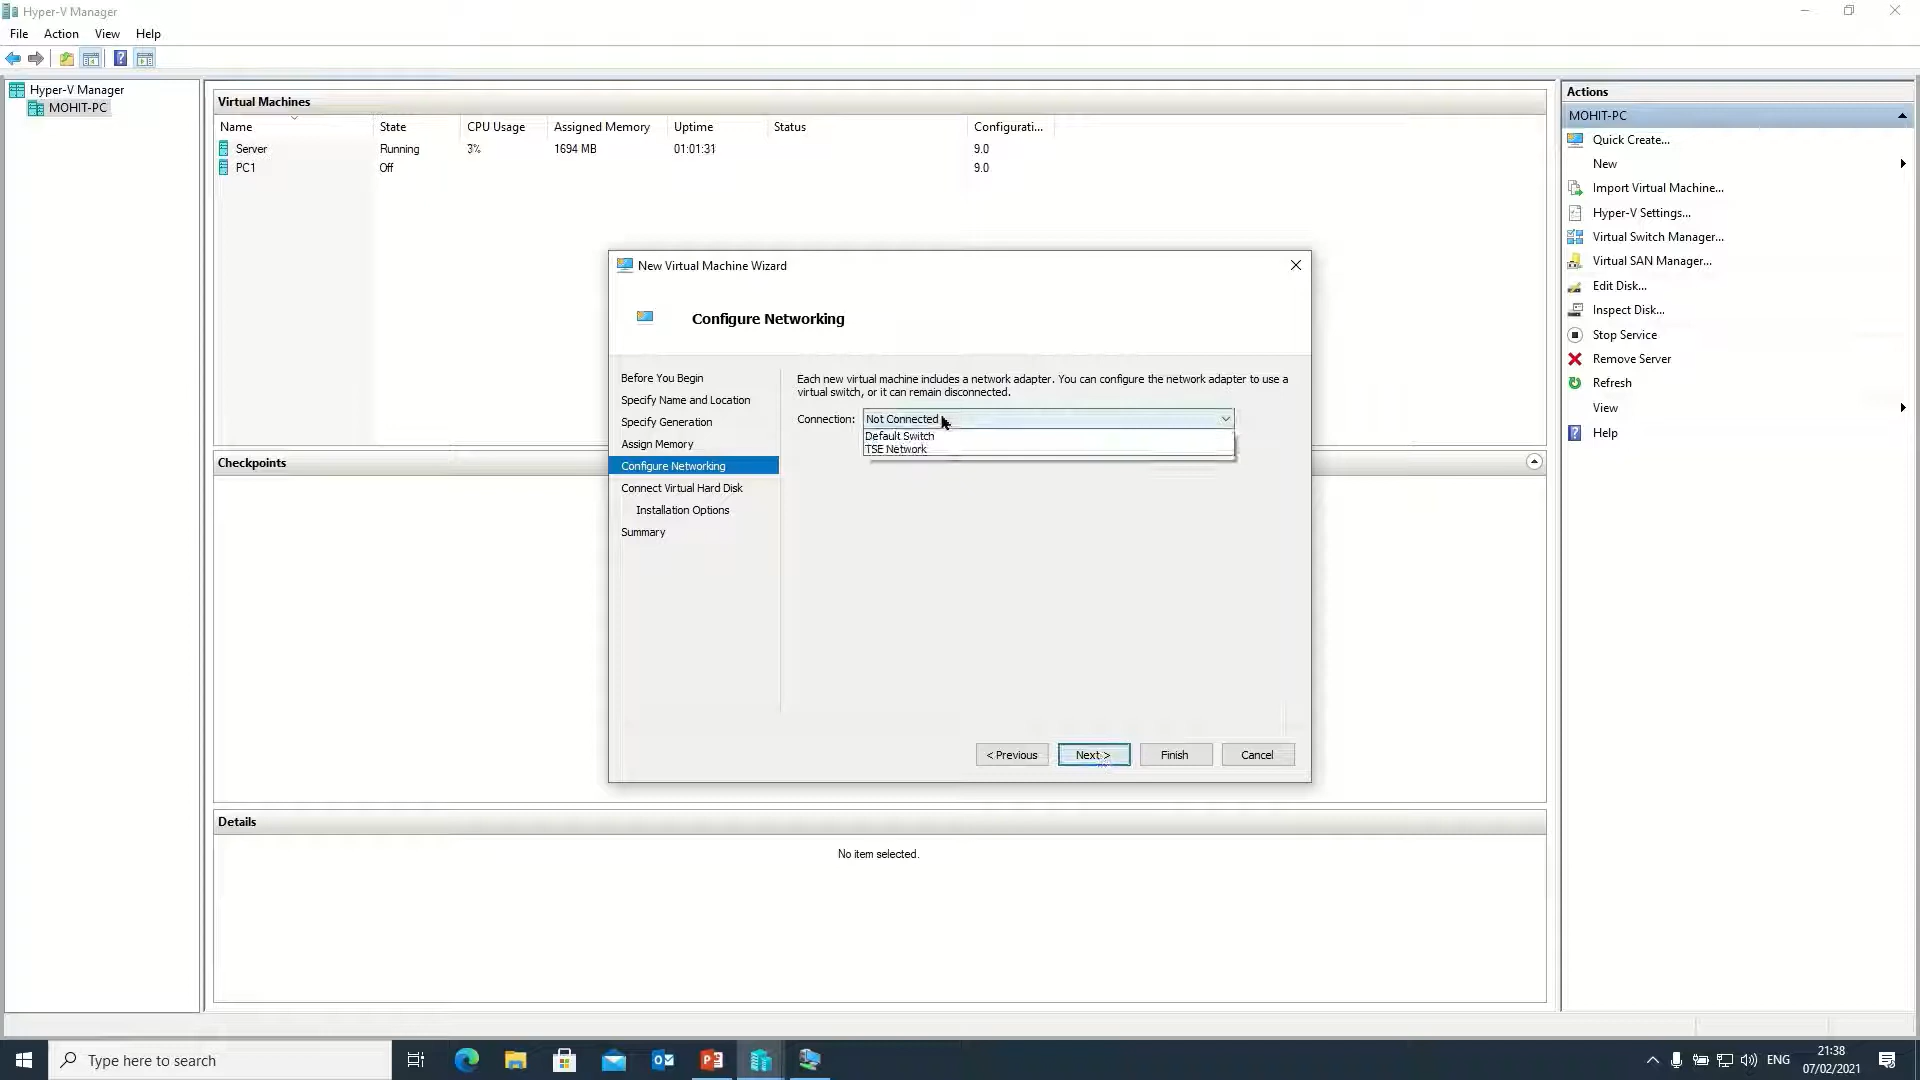 Hyper-V Manager
File Action View Help
Hyper-V Manager
MOHIT-PC
Virtual Machines
Name State CPU Usage Assigned Memory Uptime Status Configurati...
Server Running 3% 1694 MB 01:01:31 9.0
PC1 Off 9.0
New Virtual Machine Wizard
Configure Networking
Before You Begin
Specify Name and Location
Specify Generation
Assign Memory
Configure Networking
Connect Virtual Hard Disk
Installation Options
Summary
Each new virtual machine includes a network adapter. You can configure the network adapter to use a
virtual switch, or it can remain disconnected.
Connection: Not Connected
Default Switch
TSE Network
< Previous Next > Finish Cancel
Checkpoints
Details
No item selected.
Actions
MOHIT-PC
Quick Create...
New
Import Virtual Machine...
Hyper-V Settings...
Virtual Switch Manager...
Virtual SAN Manager...
Edit Disk...
Inspect Disk...
Stop Service
Remove Server
Refresh
View
Help
Type here to search
ENG
21:38
07/02/2021